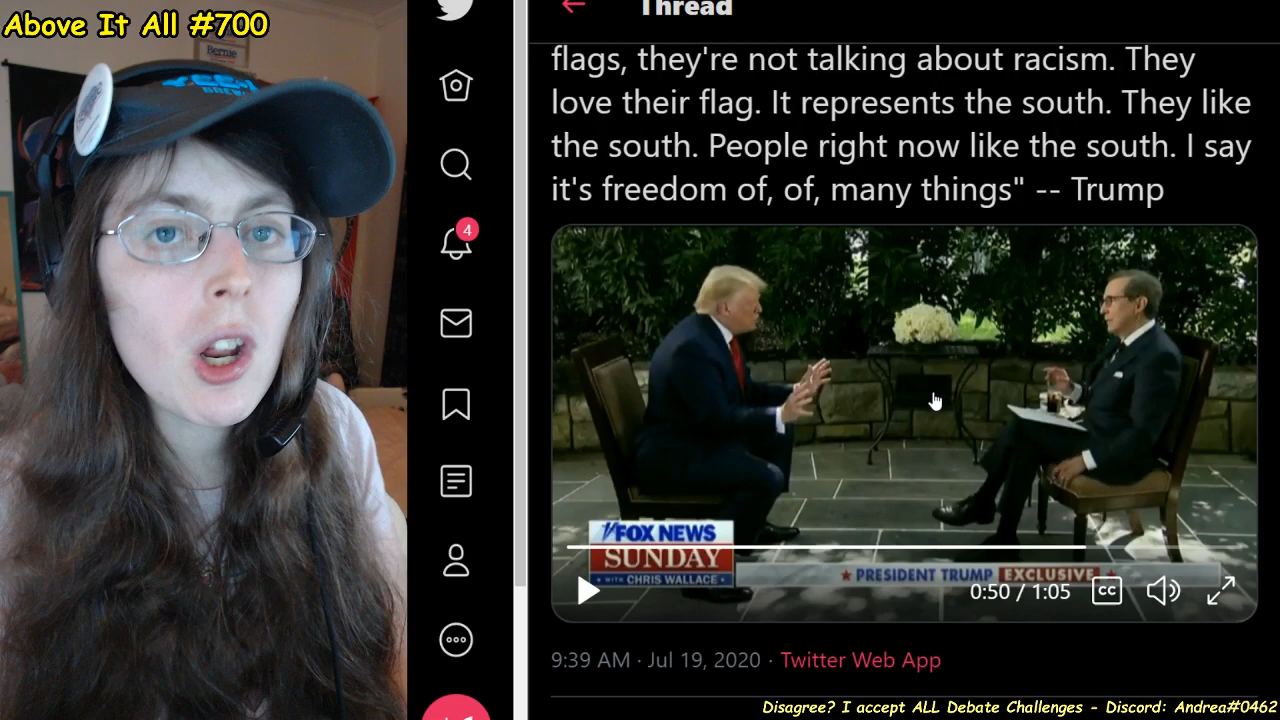 Above It All #700
Bernie
Thread
flags, they're not talking about racism. They
love their flag. It represents the south. They like
the south. People right now like the south. I say
it's freedom of, of, many things" -- Trump
4
FOX NEWS
SUNDAY
WITH CHRIS WALLACE
PRESIDENT TRUMP EXCLUSIVE
0:50 / 1:05
CC
9:39 AM · Jul 19, 2020 · Twitter Web App
Disagree? I accept ALL Debate Challenges - Discord: Andrea#0462